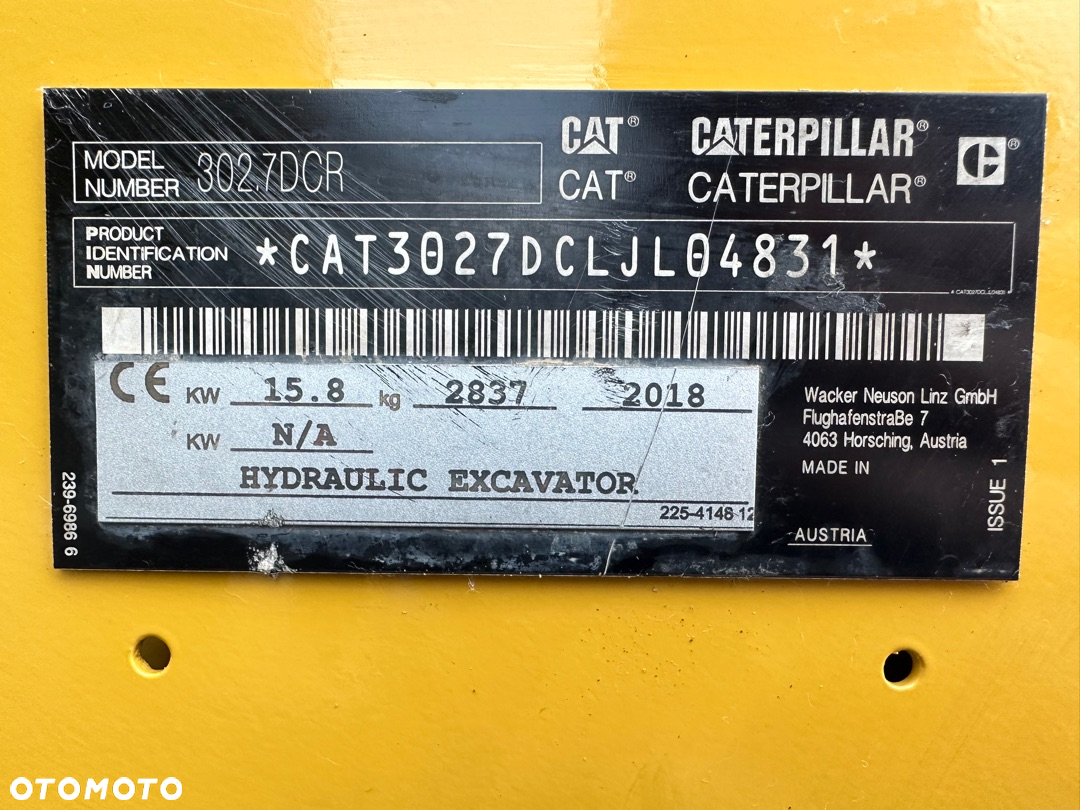 CAT® CATERPILLAR®
CAT® CATERPILLAR® ®
MODEL NUMBER 302.7DCR
PRODUCT
IDENTIFICATION
NUMBER
*CAT3027DCLJL04831*
CE KW 15.8 kg 2837 2018
KW N/A
HYDRAULIC EXCAVATOR
225-4146 12
Wacker Neuson Linz GmbH
Flughafenstraße 7
4063 Horsching, Austria
MADE IN
AUSTRIA
ISSUE 1
239-6986 6
OTOMOTO